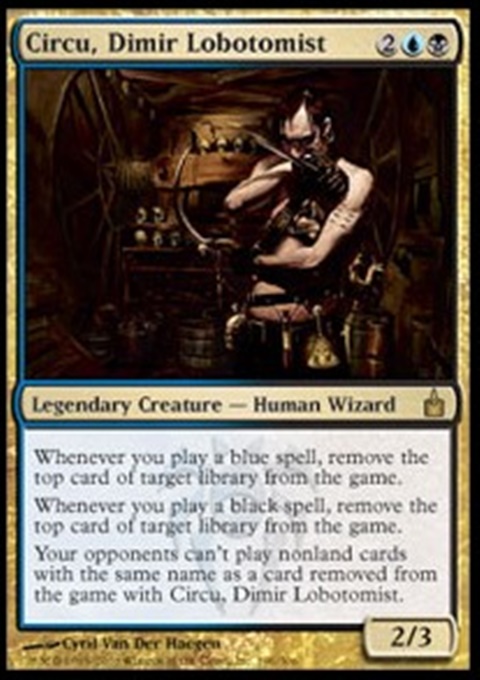 Circu, Dimir Lobotomist 2
Legendary Creature — Human Wizard
Whenever you play a blue spell, remove the
top card of target library from the game.
Whenever you play a black spell, remove the
top card of target library from the game.
Your opponents can't play nonland cards
with the same name as a card removed from
the game with Circu, Dimir Lobotomist.
Cyril Van Der Haegen
2/3